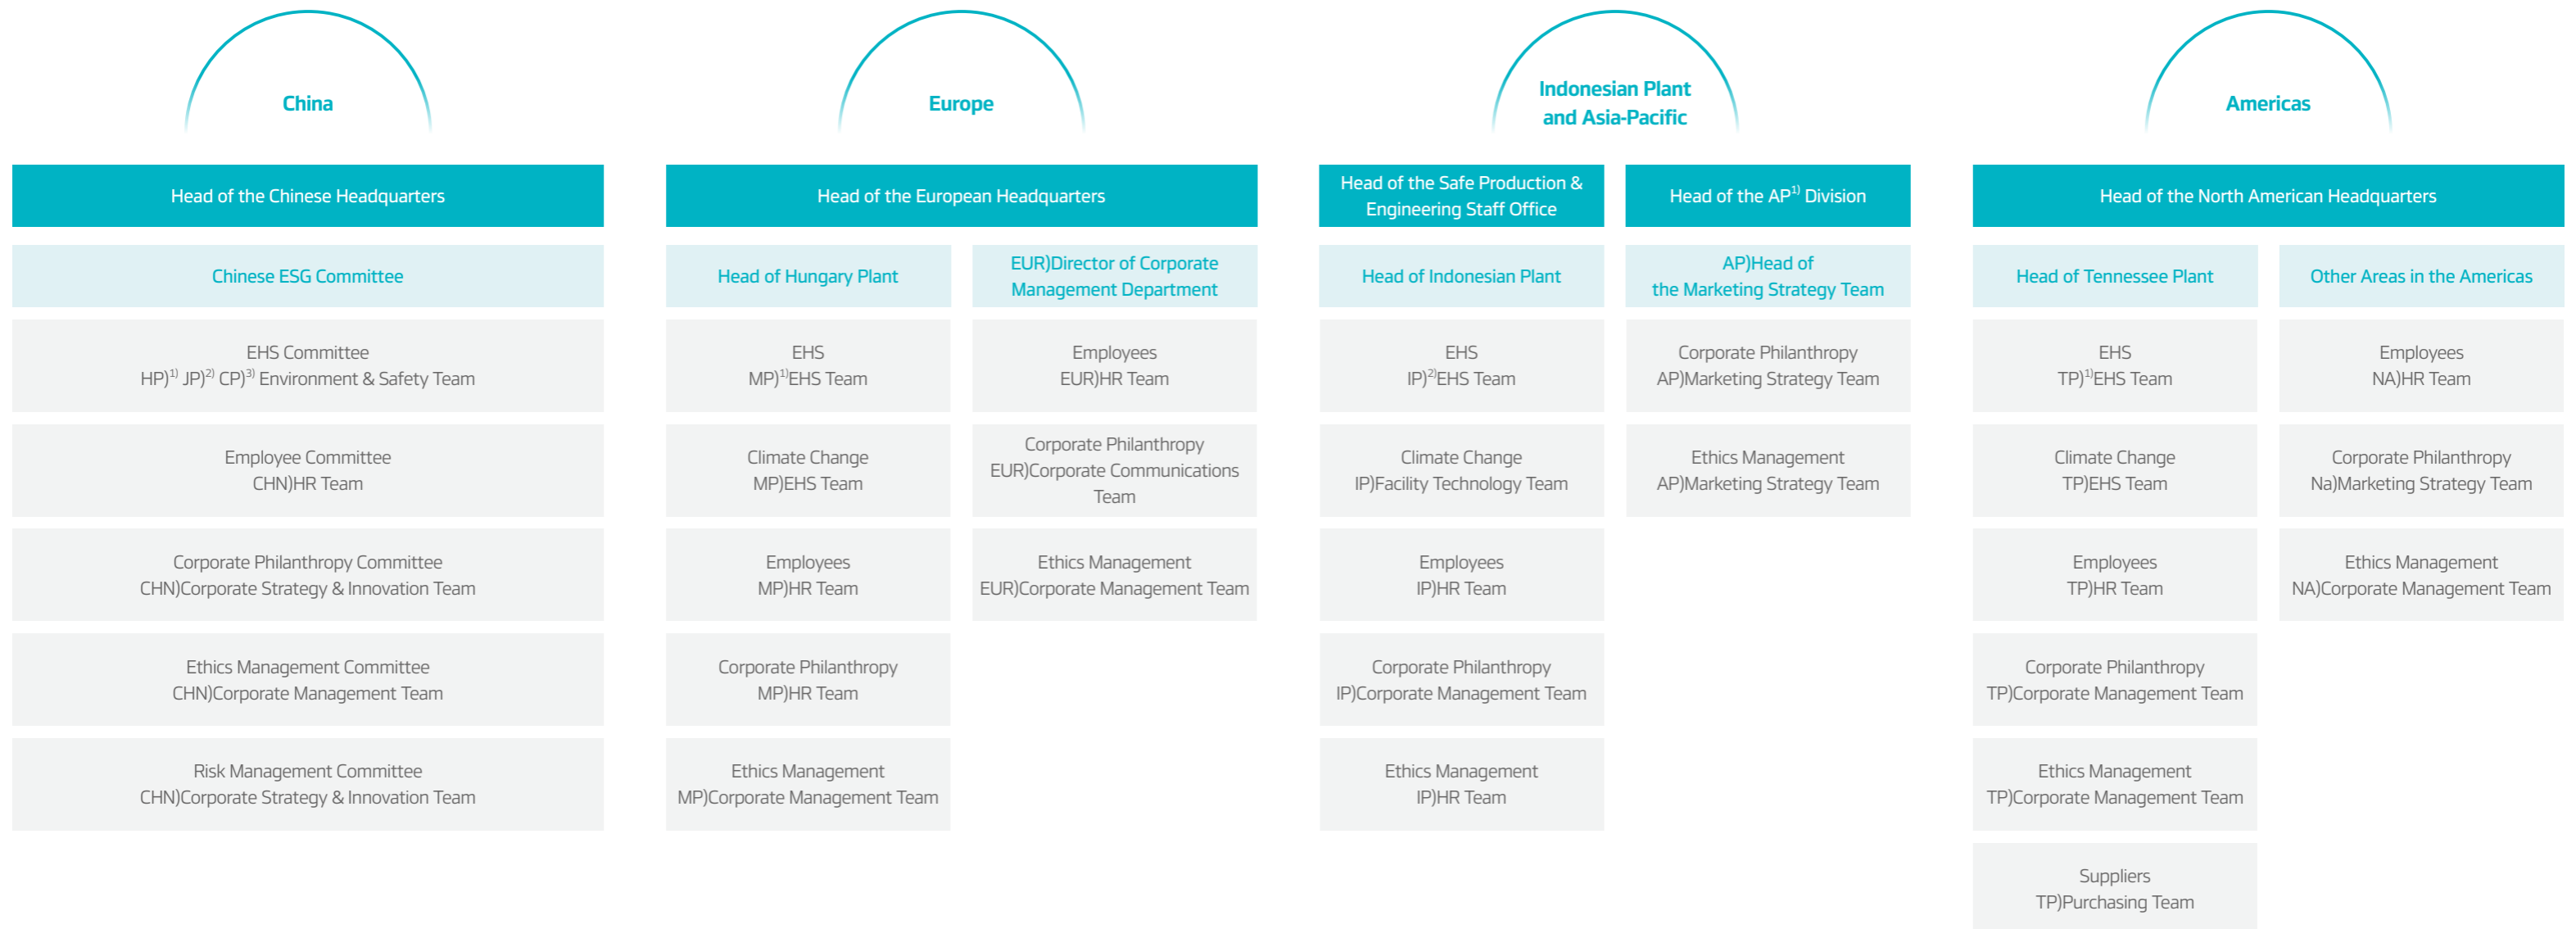 China
Head of the Chinese Headquarters
Chinese ESG Committee
EHS Committee
HP)1) JP)2) CP)3) Environment & Safety Team
Employee Committee
CHN)HR Team
Corporate Philanthropy Committee
CHN)Corporate Strategy & Innovation Team
Ethics Management Committee
CHN)Corporate Management Team
Risk Management Committee
CHN)Corporate Strategy & Innovation Team
Europe
Head of the European Headquarters
Head of Hungary Plant
EHS
MP)1)EHS Team
Climate Change
MP)EHS Team
Employees
MP)HR Team
Corporate Philanthropy
MP)HR Team
Ethics Management
MP)Corporate Management Team
EUR)Director of Corporate
Management Department
Employees
EUR)HR Team
Corporate Philanthropy
EUR)Corporate Communications
Team
Ethics Management
EUR)Corporate Management Team
Indonesian Plant
and Asia-Pacific
Head of the Safe Production &
Engineering Staff Office
Head of Indonesian Plant
EHS
IP)2)EHS Team
Climate Change
IP)Facility Technology Team
Employees
IP)HR Team
Corporate Philanthropy
IP)Corporate Management Team
Ethics Management
IP)HR Team
Head of the AP1) Division
AP)Head of
the Marketing Strategy Team
Corporate Philanthropy
AP)Marketing Strategy Team
Ethics Management
AP)Marketing Strategy Team
Americas
Head of the North American Headquarters
Head of Tennessee Plant
EHS
TP)1)EHS Team
Climate Change
TP)EHS Team
Employees
TP)HR Team
Corporate Philanthropy
TP)Corporate Management Team
Ethics Management
TP)Corporate Management Team
Suppliers
TP)Purchasing Team
Other Areas in the Americas
Employees
NA)HR Team
Corporate Philanthropy
Na)Marketing Strategy Team
Ethics Management
NA)Corporate Management Team